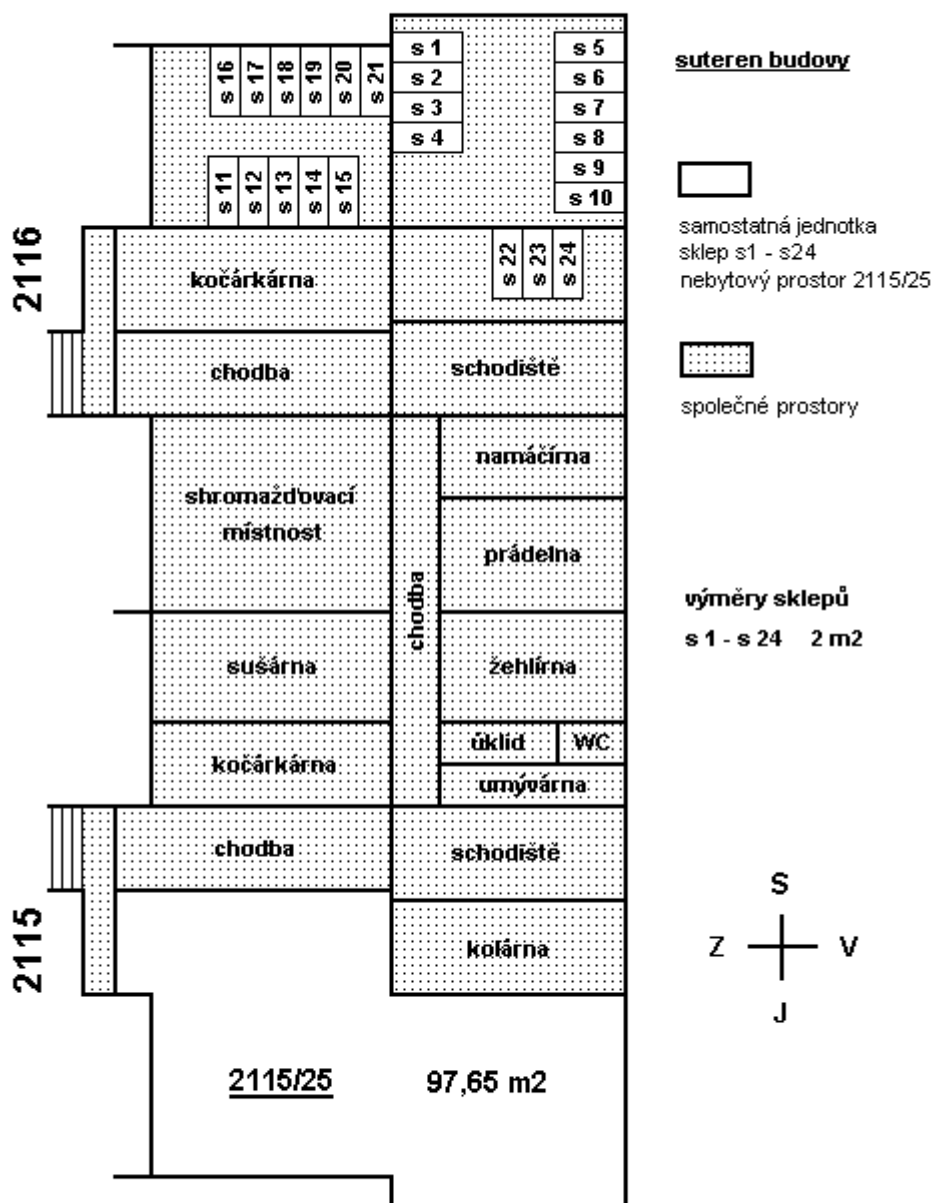 s 1
s 2
s 3
s 4
s 5
s 6
s 7
s 8
s 9
s 10
s 16
s 17
s 18
s 19
s 20
s 21
s 11
s 12
s 13
s 14
s 15
s 22
s 23
s 24
2116
kočárkárna
chodba
schodiště
shromažďovací
místnost
chodba
namáčírna
prádelna
sušárna
žehlírna
kočárkárna
úklid
WC
umývárna
chodba
schodiště
2115
kolárna
2115/25
97,65 m2
suteren budovy
samostatná jednotka
sklep s1 - s24
nebytový prostor 2115/25
společné prostory
výměry sklepů
s 1 - s 24 2 m2
S
Z
V
J